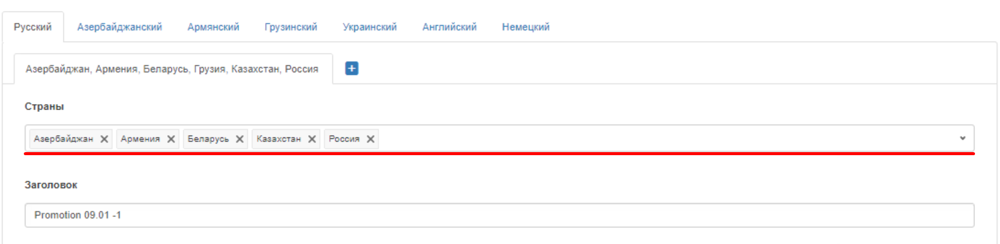 Русский Азербайджанский Армянский Грузинский Украинский Английский Немецкий
Азербайджан, Армения, Беларусь, Грузия, Казахстан, Россия
Страны
Азербайджан Армения Беларусь Казахстан Россия
Заголовок
Promotion 09.01 -1